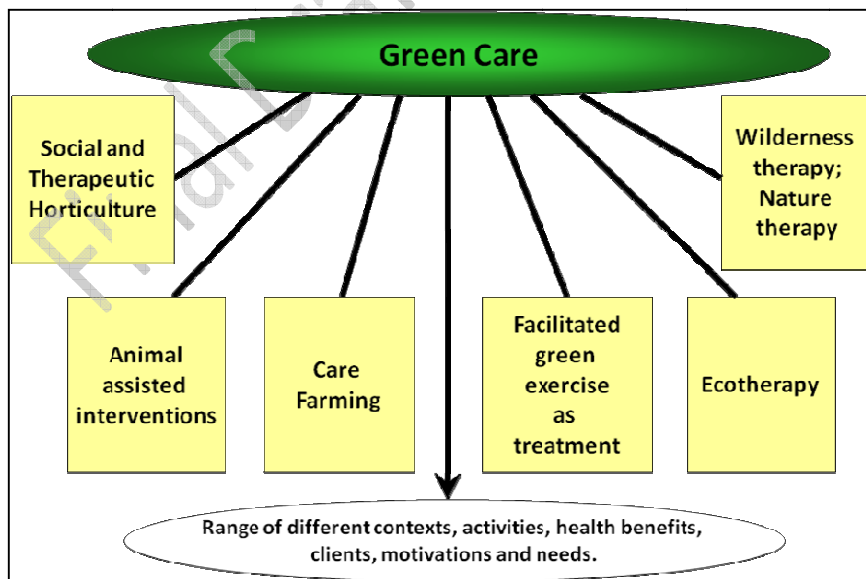 Green Care
Social and
Therapeutic
Horticulture
Wilderness
therapy;
Nature
therapy
Animal
assisted
interventions
Care
Farming
Facilitated
green
exercise
as
treatment
Ecotherapy
Range of different contexts, activities, health benefits,
clients, motivations and needs.
Final